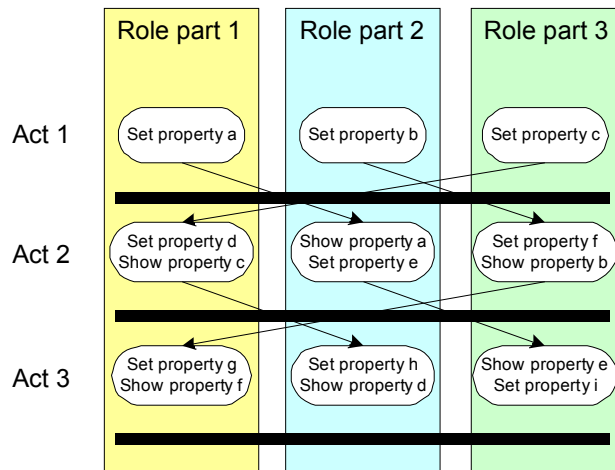 Role part 1
Role part 2
Role part 3
Act 1
Set property a
Set property b
Set property c
Act 2
Set property d
Show property c
Show property a
Set property e
Set property f
Show property b
Act 3
Set property g
Show property f
Set property h
Show property d
Show property e
Set property i